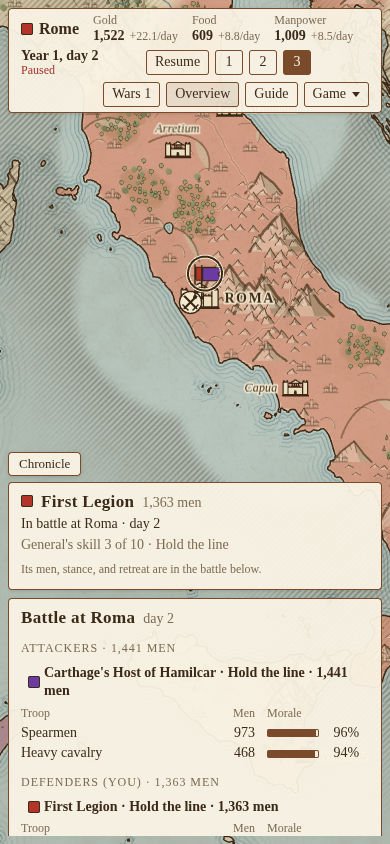 Rome
Gold
1,522 +22.1/day
Food
609 +8.8/day
Manpower
1,009 +8.5/day
Year 1, day 2
Paused
Resume
1
2
3
Wars 1
Overview
Guide
Game
Arretium
ROMA
Capua
Chronicle
First Legion 1,363 men
In battle at Roma · day 2
General's skill 3 of 10 · Hold the line
Its men, stance, and retreat are in the battle below.
Battle at Roma day 2
ATTACKERS · 1,441 MEN
Carthage's Host of Hamilcar · Hold the line · 1,441
men
Troop Men Morale
Spearmen 973 96%
Heavy cavalry 468 94%
DEFENDERS (YOU) · 1,363 MEN
First Legion · Hold the line · 1,363 men
Troop Men Morale